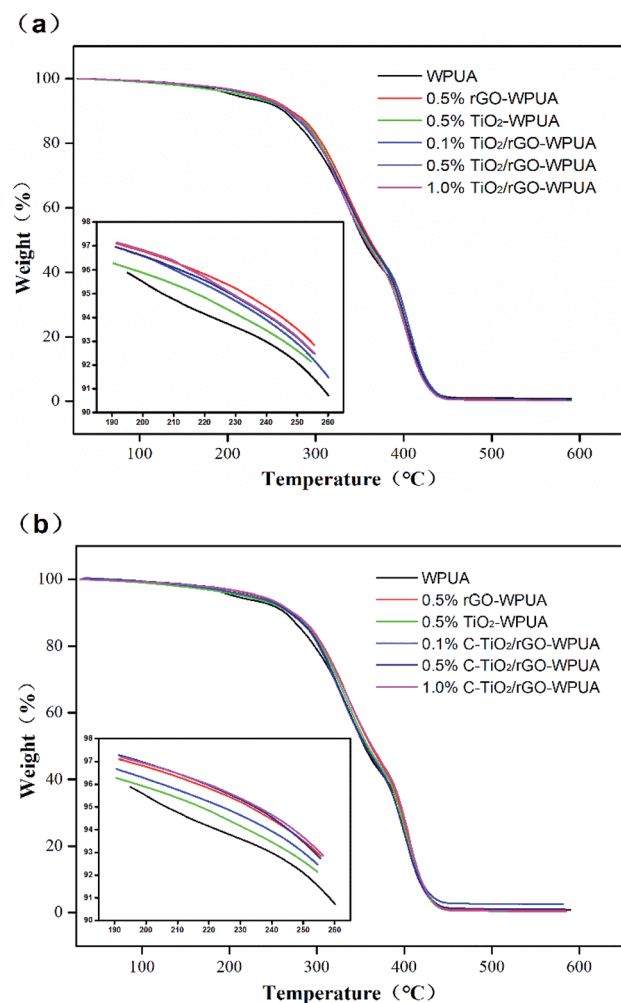 (a)
WPUA
0.5% rGO-WPUA
0.5% TiO₂-WPUA
0.1% TiO₂/rGO-WPUA
0.5% TiO₂/rGO-WPUA
1.0% TiO₂/rGO-WPUA
Weight (%)
100
80
60
40
20
0
98
97
96
95
94
93
92
91
90
190 200 210 220 230 240 250 260
100 200 300 400 500 600
Temperature (°C)
(b)
WPUA
0.5% rGO-WPUA
0.5% TiO₂-WPUA
0.1% C-TiO₂/rGO-WPUA
0.5% C-TiO₂/rGO-WPUA
1.0% C-TiO₂/rGO-WPUA
Weight (%)
100
80
60
40
20
0
98
97
96
95
94
93
92
91
90
190 200 210 220 230 240 250 260
100 200 300 400 500 600
Temperature (°C)